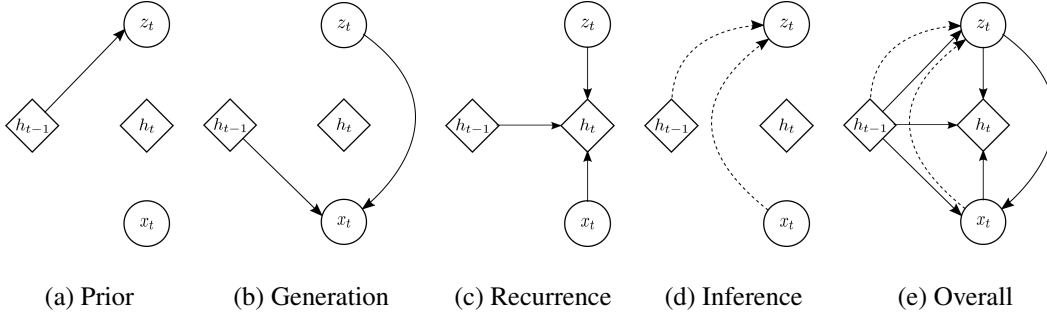 z_t z_t z_t z_t z_t
h_{t-1} h_t h_{t-1} h_t h_{t-1} h_t h_{t-1} h_t h_{t-1} h_t
x_t x_t x_t x_t x_t
(a) Prior (b) Generation (c) Recurrence (d) Inference (e) Overall